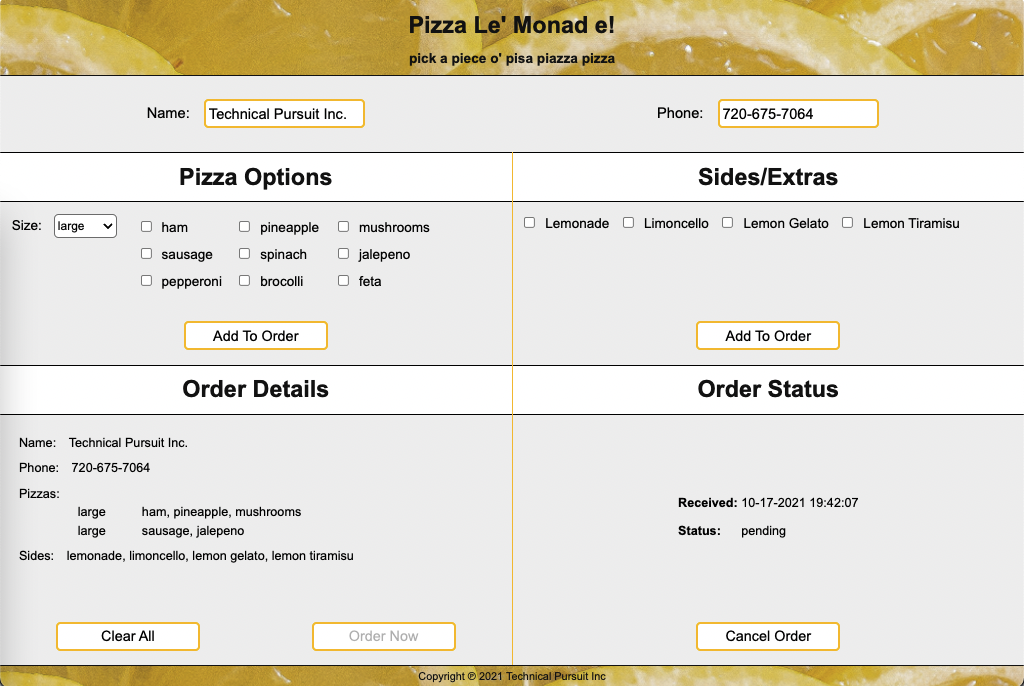 Pizza Le' Monad e!
pick a piece o' pisa piazza pizza
Name: Technical Pursuit Inc. Phone: 720-675-7064
Pizza Options
Size: large
ham pineapple mushrooms
sausage spinach jalepeno
pepperoni brocolli feta
Add To Order
Sides/Extras
Lemonade Limoncello Lemon Gelato Lemon Tiramisu
Add To Order
Order Details
Name: Technical Pursuit Inc.
Phone: 720-675-7064
Pizzas:
large ham, pineapple, mushrooms
large sausage, jalepeno
Sides: lemonade, limoncello, lemon gelato, lemon tiramisu
Clear All Order Now
Order Status
Received: 10-17-2021 19:42:07
Status: pending
Cancel Order
Copyright ℗ 2021 Technical Pursuit Inc